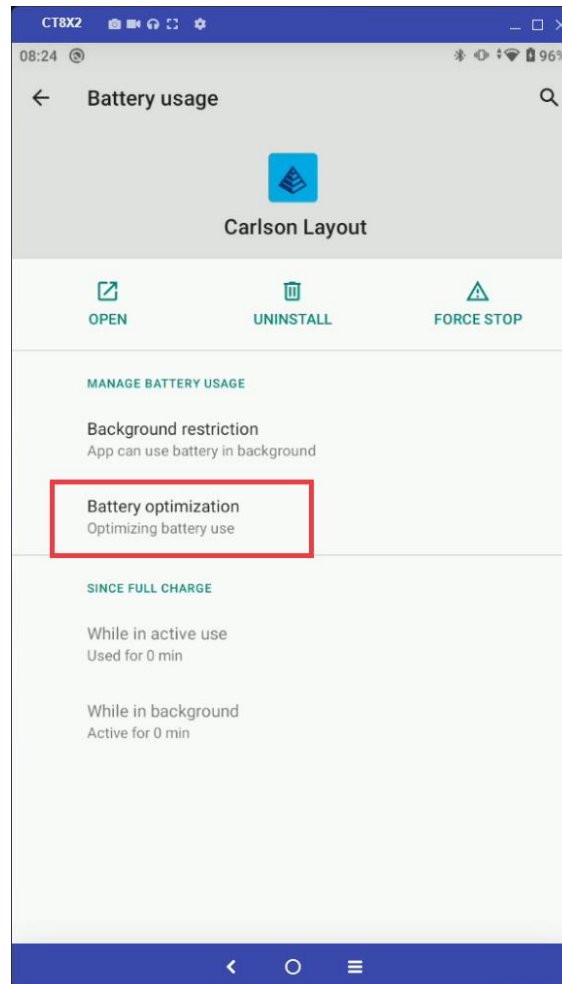 CT8X2
08:24 96%
Battery usage
Carlson Layout
OPEN UNINSTALL FORCE STOP
MANAGE BATTERY USAGE
Background restriction
App can use battery in background
Battery optimization
Optimizing battery use
SINCE FULL CHARGE
While in active use
Used for 0 min
While in background
Active for 0 min